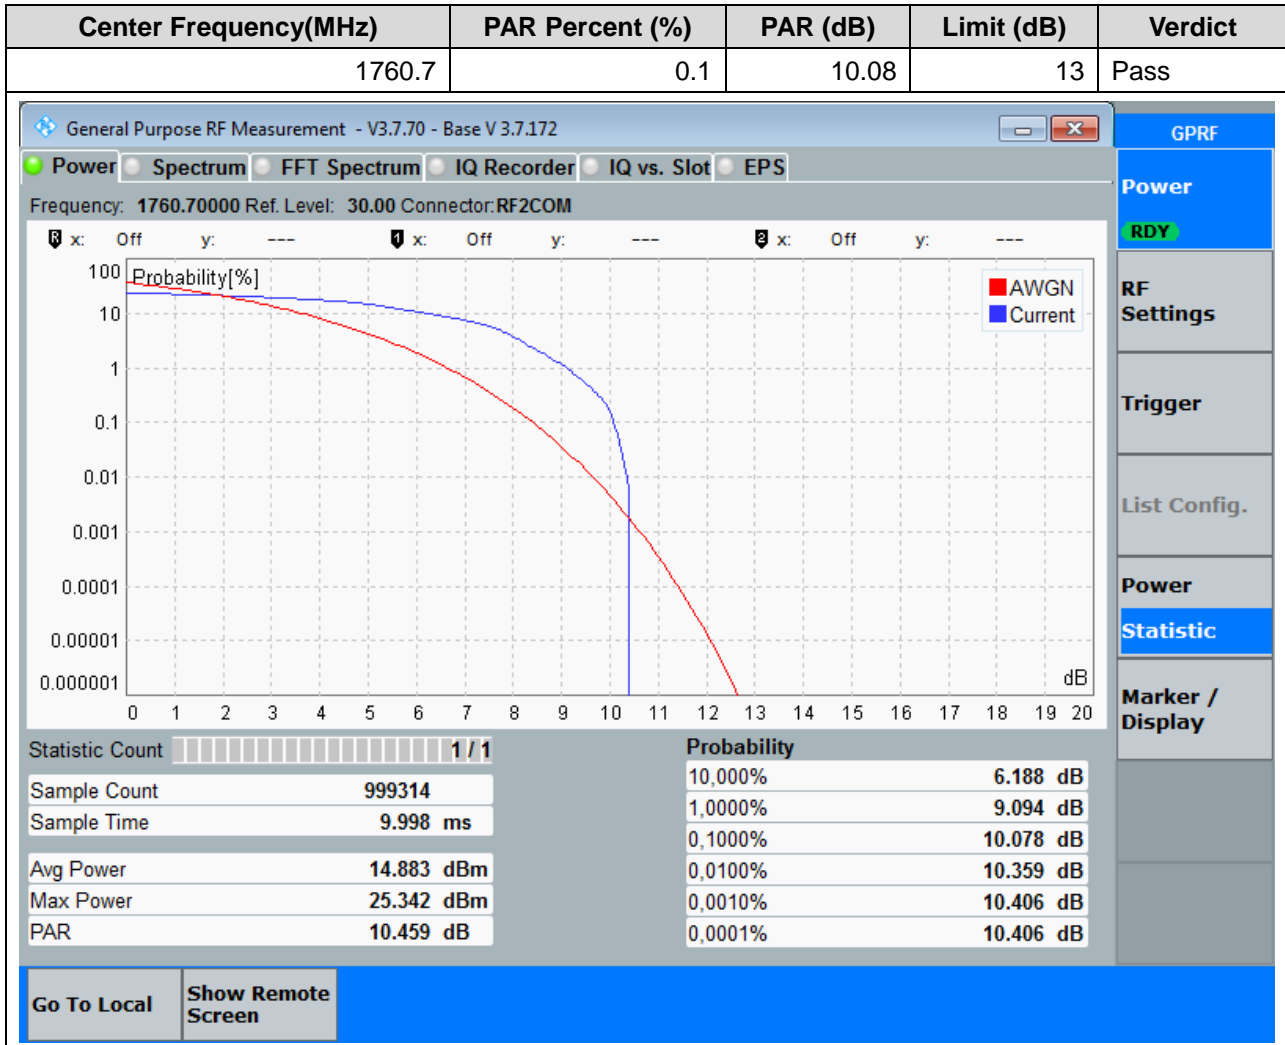 Center Frequency(MHz) PAR Percent (%) PAR (dB) Limit (dB) Verdict
1760.7 0.1 10.08 13 Pass
General Purpose RF Measurement - V3.7.70 - Base V 3.7.172
GPRF
Power Spectrum FFT Spectrum IQ Recorder IQ vs. Slot EPS
Power
RDY
Frequency: 1760.70000 Ref. Level: 30.00 Connector:RF2COM
R x: Off y: --- 1 x: Off y: --- 2 x: Off y: ---
Probability[%]
AWGN
Current
100
10
1
0.1
0.01
0.001
0.0001
0.00001
0.000001
dB
0 1 2 3 4 5 6 7 8 9 10 11 12 13 14 15 16 17 18 19 20
RF
Settings
Trigger
List Config.
Power
Statistic
Marker /
Display
Statistic Count 1 / 1
Sample Count 999314
Sample Time 9.998 ms
Avg Power 14.883 dBm
Max Power 25.342 dBm
PAR 10.459 dB
Probability
10,000% 6.188 dB
1,0000% 9.094 dB
0,1000% 10.078 dB
0,0100% 10.359 dB
0,0010% 10.406 dB
0,0001% 10.406 dB
Go To Local
Show Remote
Screen